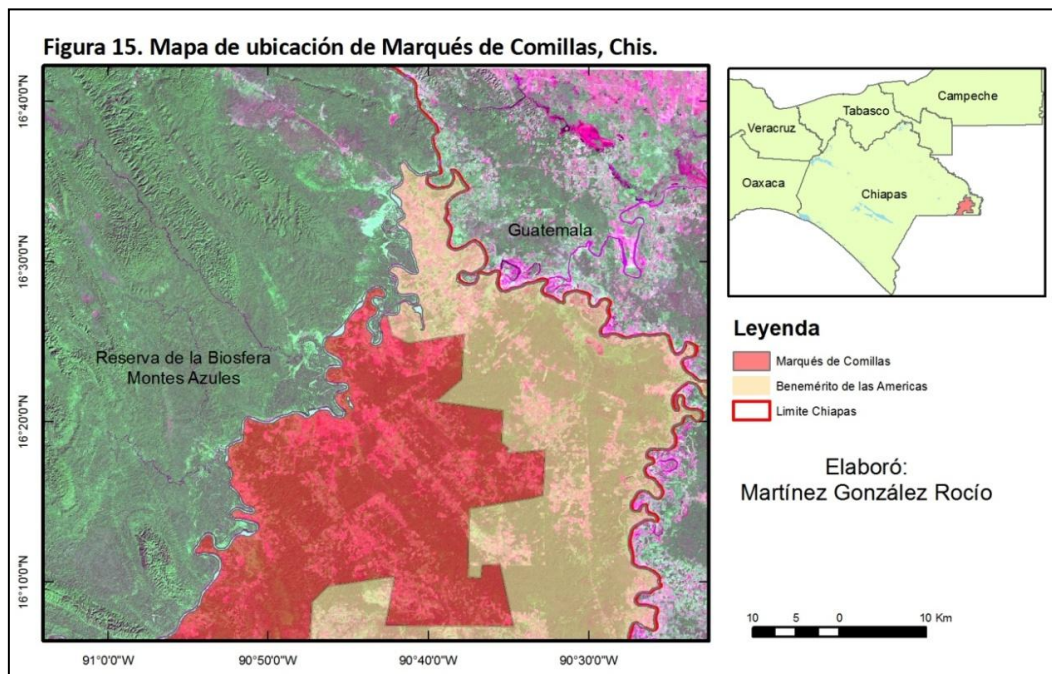 Figura 15. Mapa de ubicación de Marqués de Comillas, Chis.
16°40'0"N
16°30'0"N
16°20'0"N
16°10'0"N
Guatemala
Reserva de la Biosfera
Montes Azules
91°0'0"W
90°50'0"W
90°40'0"W
90°30'0"W
Campeche
Tabasco
Veracruz
Oaxaca
Chiapas
Leyenda
Marqués de Comillas
Benemérito de las Americas
Limite Chiapas
Elaboró:
Martínez González Rocío
10 5 0 10 Km